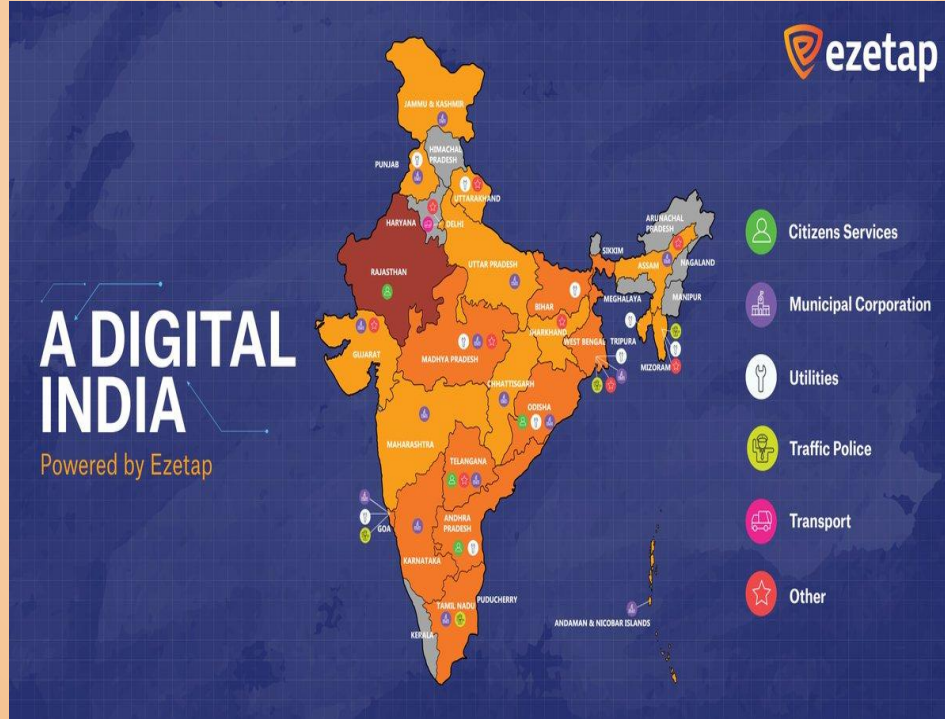 ezetap
A DIGITAL
INDIA
Powered by Ezetap
JAMMU & KASHMIR
HIMACHAL
PRADESH
PUNJAB
UTTARAKHAND
HARYANA
DELHI
RAJASTHAN
UTTAR PRADESH
BIHAR
SIKKIM
ARUNACHAL
PRADESH
ASSAM
NAGALAND
MEGHALAYA
MANIPUR
GUJARAT
MADHYA PRADESH
JHARKHAND
WEST BENGAL
TRIPURA
MIZORAM
CHHATTISGARH
ODISHA
MAHARASHTRA
TELANGANA
GOA
ANDHRA
PRADESH
KARNATAKA
TAMIL NADU
PUDUCHERRY
KERALA
ANDAMAN & NICOBAR ISLANDS
Citizens Services
Municipal Corporation
Utilities
Traffic Police
Transport
Other